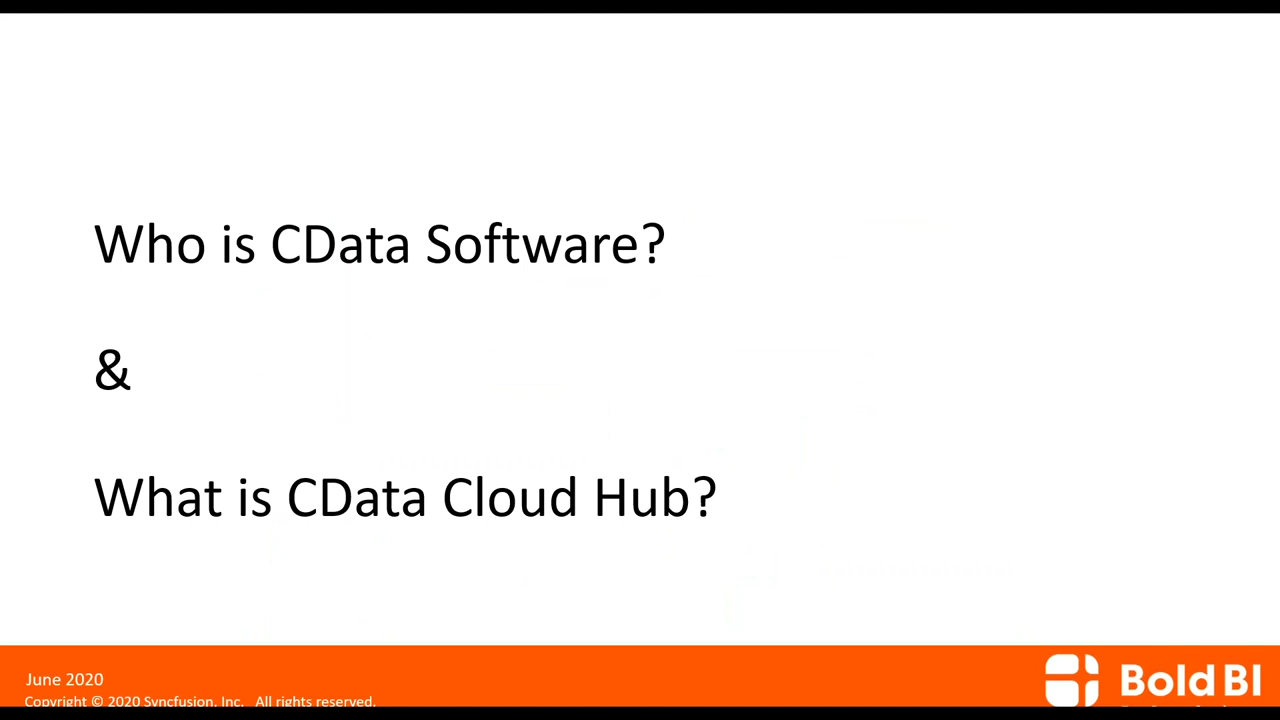 Who is CData Software?
&
What is CData Cloud Hub?
June 2020
Copyright © 2020 Syncfusion, Inc. All rights reserved.
Bold BI